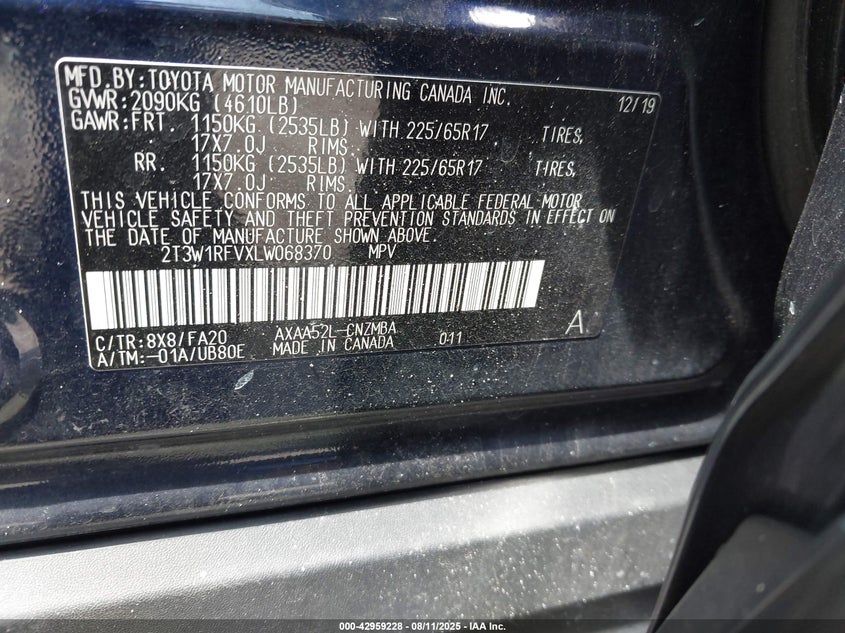 MFD.BY:TOYOTA MOTOR MANUFACTURING CANADA INC. 12/19
GVWR:2090KG (4610LB)
GAWR:FRT. 1150KG (2535LB) WITH 225/65R17 TIRES,
17X7.0J RIMS.
RR. 1150KG (2535LB) WITH 225/65R17 TIRES,
17X7.0J RIMS.
THIS VEHICLE CONFORMS TO ALL APPLICABLE FEDERAL MOTOR
VEHICLE SAFETY AND THEFT PREVENTION STANDARDS IN EFFECT ON
THE DATE OF MANUFACTURE SHOWN ABOVE.
2T3W1RFVXLW068370 MPV
C/TR:8X8/FA20 AXAA52L-CNZMBA A
A/TM:-01A/UB80E MADE IN CANADA 011
000-42959228 - 08/11/2025 - IAA Inc.